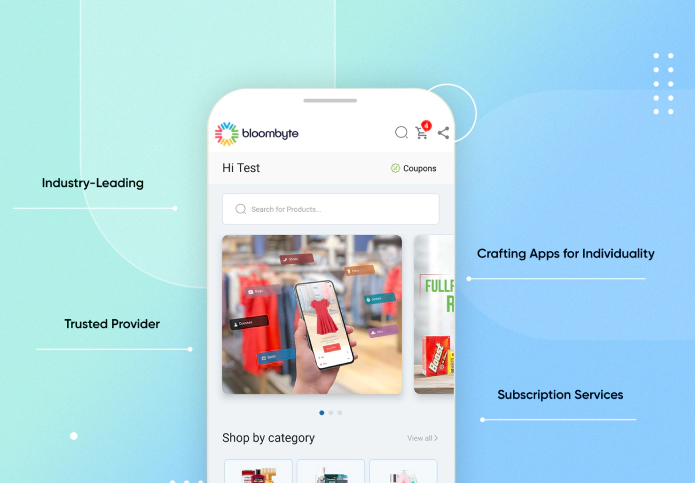 bloombyte
4
Hi Test
Coupons
Industry-Leading
Search for Products...
Crafting Apps for Individuality
Trusted Provider
Subscription Services
FULLF
R
Boost
Shop by category
View all